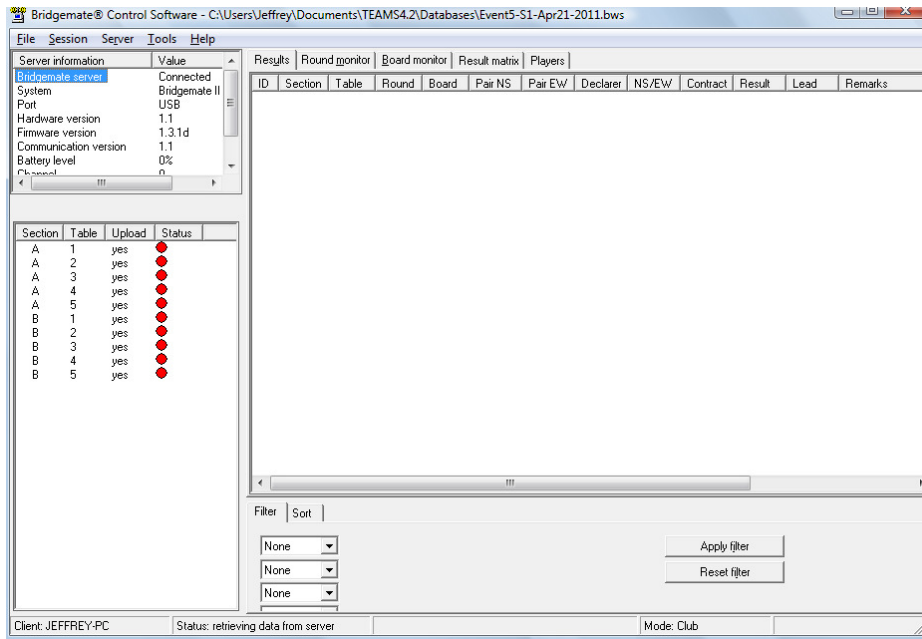 Bridgemate® Control Software - C:\Users\Jeffrey\Documents\TEAMS4.2\Databases\Event5-S1-Apr21-2011.bws
File Session Server Tools Help
Server information Value
Bridgemate server Connected
System Bridgemate II
Port USB
Hardware version 1.1
Firmware version 1.3.1d
Communication version 1.1
Battery level 0%
Channel 0
Section Table Upload Status
A 1 yes
A 2 yes
A 3 yes
A 4 yes
A 5 yes
B 1 yes
B 2 yes
B 3 yes
B 4 yes
B 5 yes
Results Round monitor Board monitor Result matrix Players
ID Section Table Round Board Pair NS Pair EW Declarer NS/EW Contract Result Lead Remarks
Filter Sort
None
None
None
Apply filter
Reset filter
Client: JEFFREY-PC Status: retrieving data from server Mode: Club